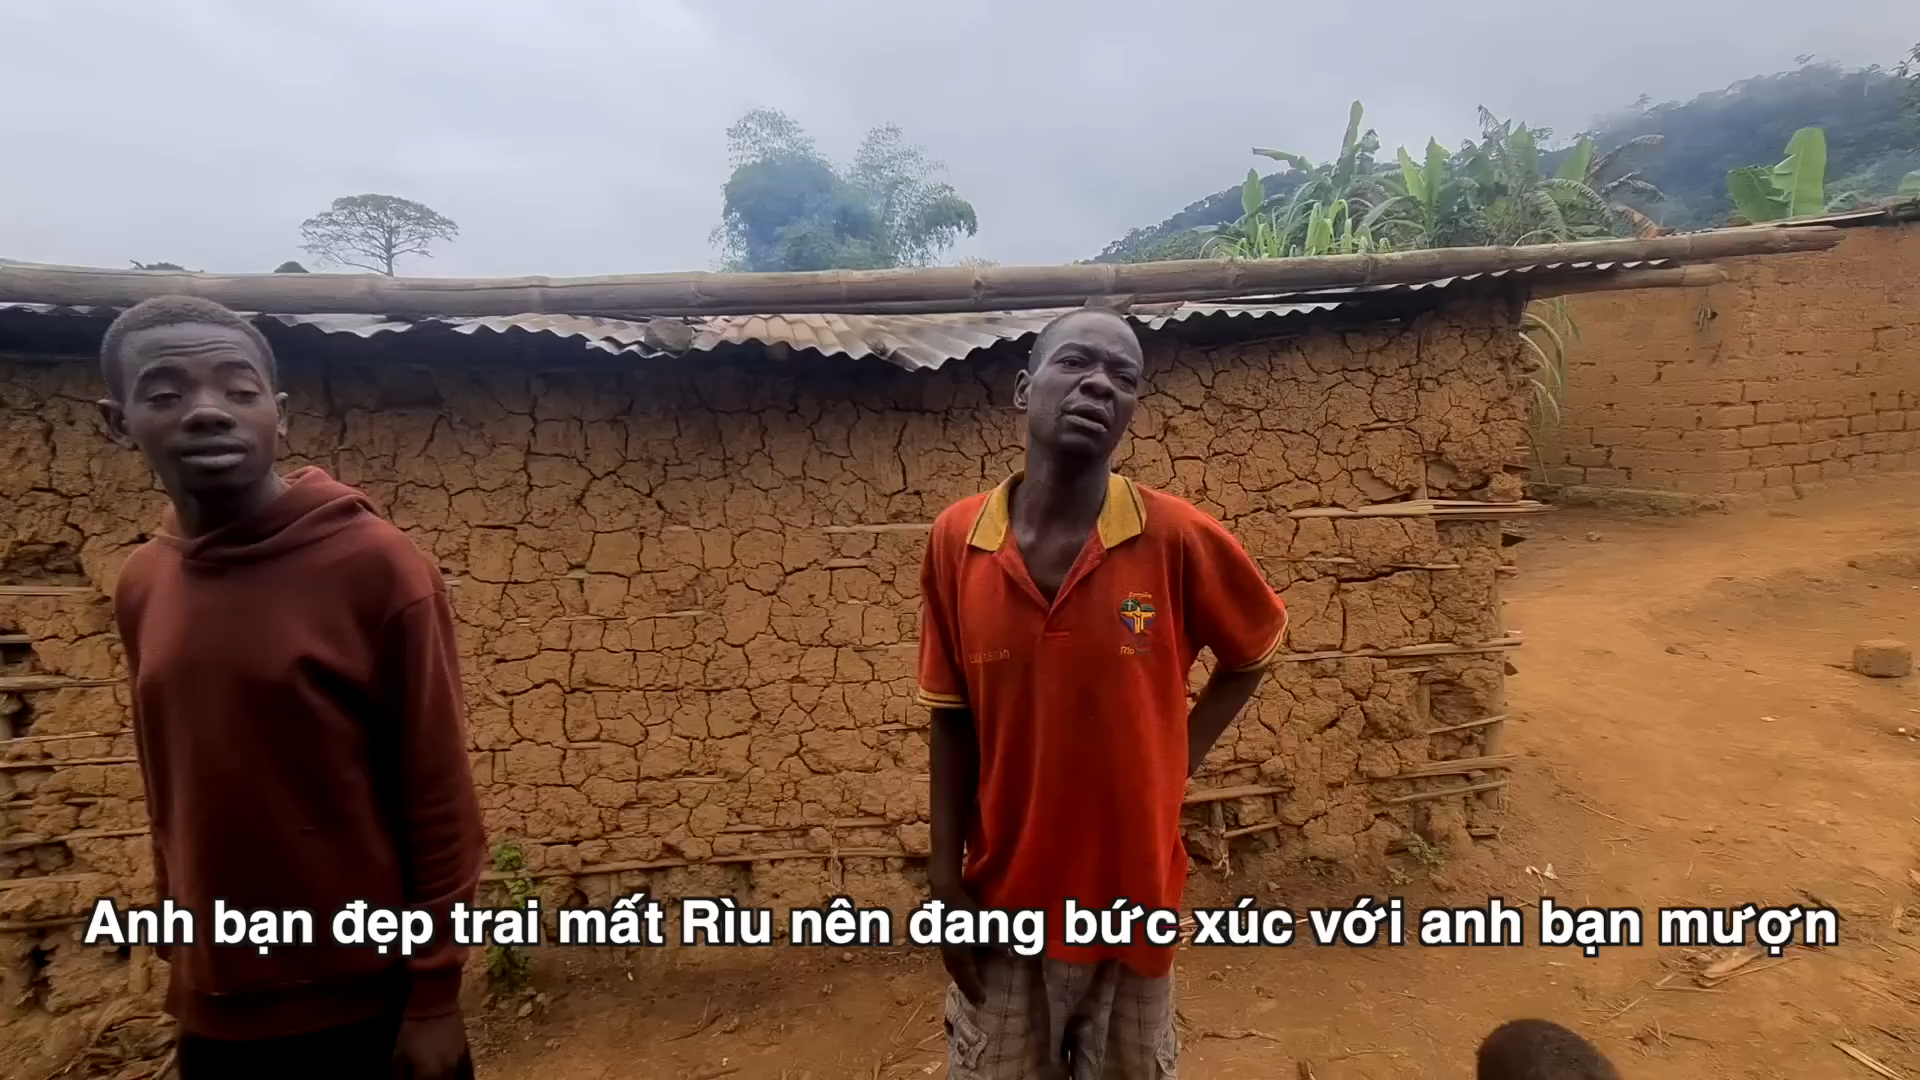 Anh bạn đẹp trai mất Rìu nên đang bức xúc với anh bạn mượn